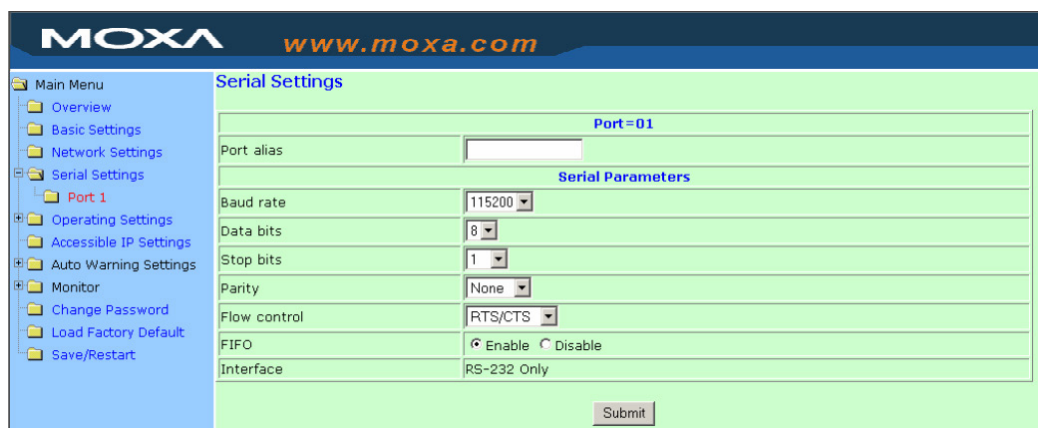 MOXA
www.moxa.com
Main Menu
Overview
Basic Settings
Network Settings
Serial Settings
Port 1
Operating Settings
Accessible IP Settings
Auto Warning Settings
Monitor
Change Password
Load Factory Default
Save/Restart
Serial Settings
Port=01
Port alias
Serial Parameters
Baud rate 115200
Data bits 8
Stop bits 1
Parity None
Flow control RTS/CTS
FIFO Enable Disable
Interface RS-232 Only
Submit